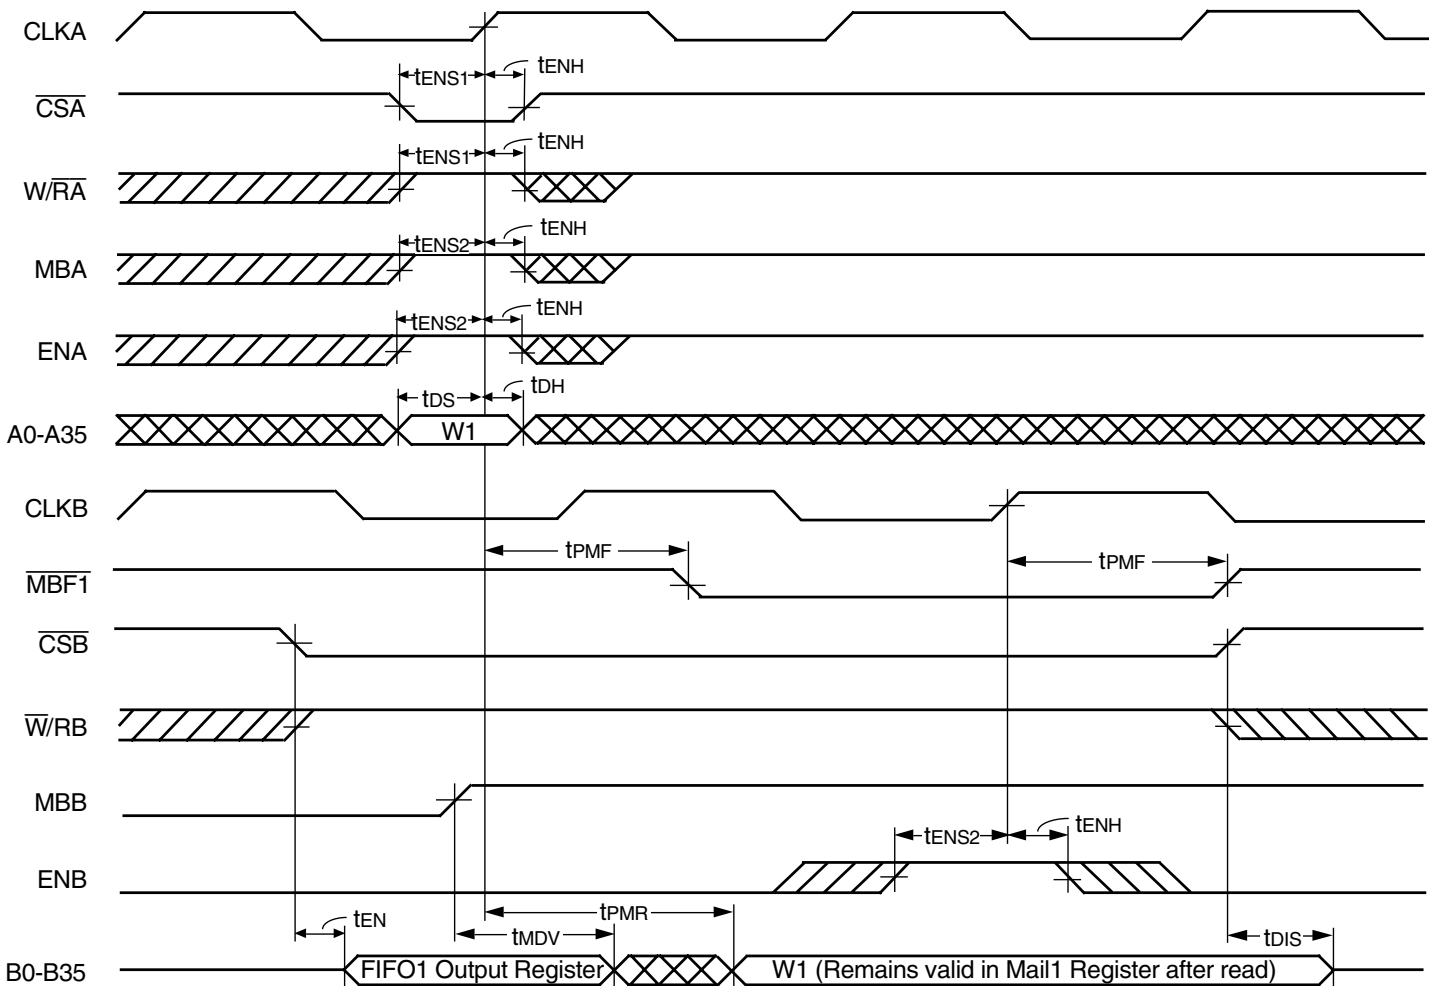 CLKA
tENS1 tENH
CSA
tENS1 tENH
W/RA
tENS2 tENH
MBA
tENS2 tENH
ENA
tDS tDH
A0-A35 W1
CLKB
tPMF tPMF
MBF1
CSB
W/RB
MBB
tENS2 tENH
ENB
tEN tPMR
tMDV tDIS
B0-B35 FIFO1 Output Register W1 (Remains valid in Mail1 Register after read)